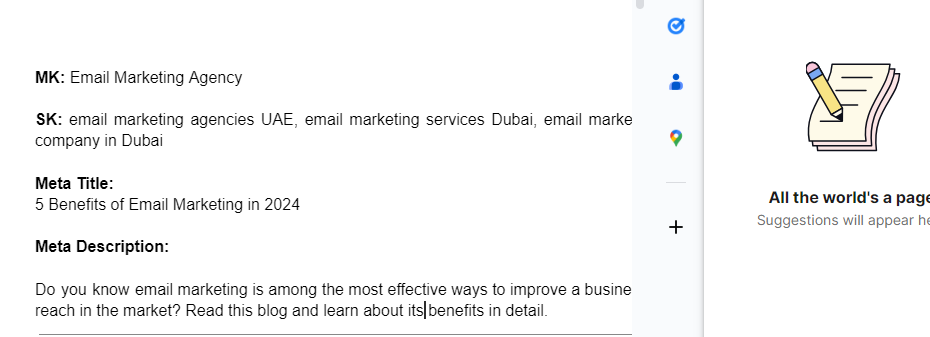 MK: Email Marketing Agency
SK: email marketing agencies UAE, email marketing services Dubai, email marke
company in Dubai
Meta Title:
5 Benefits of Email Marketing in 2024
Meta Description:
Do you know email marketing is among the most effective ways to improve a busine
reach in the market? Read this blog and learn about its benefits in detail.
All the world's a page
Suggestions will appear he